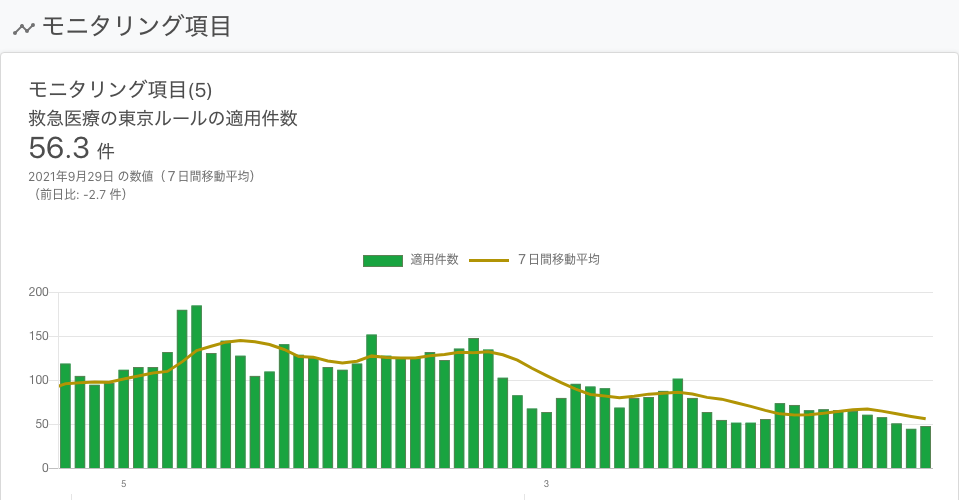 モニタリング項目
モニタリング項目(5)
救急医療の東京ルールの適用件数
56.3 件
2021年9月29日 の数値（７日間移動平均）
（前日比: -2.7 件）
適用件数 ７日間移動平均
200
150
100
50
0
5 3